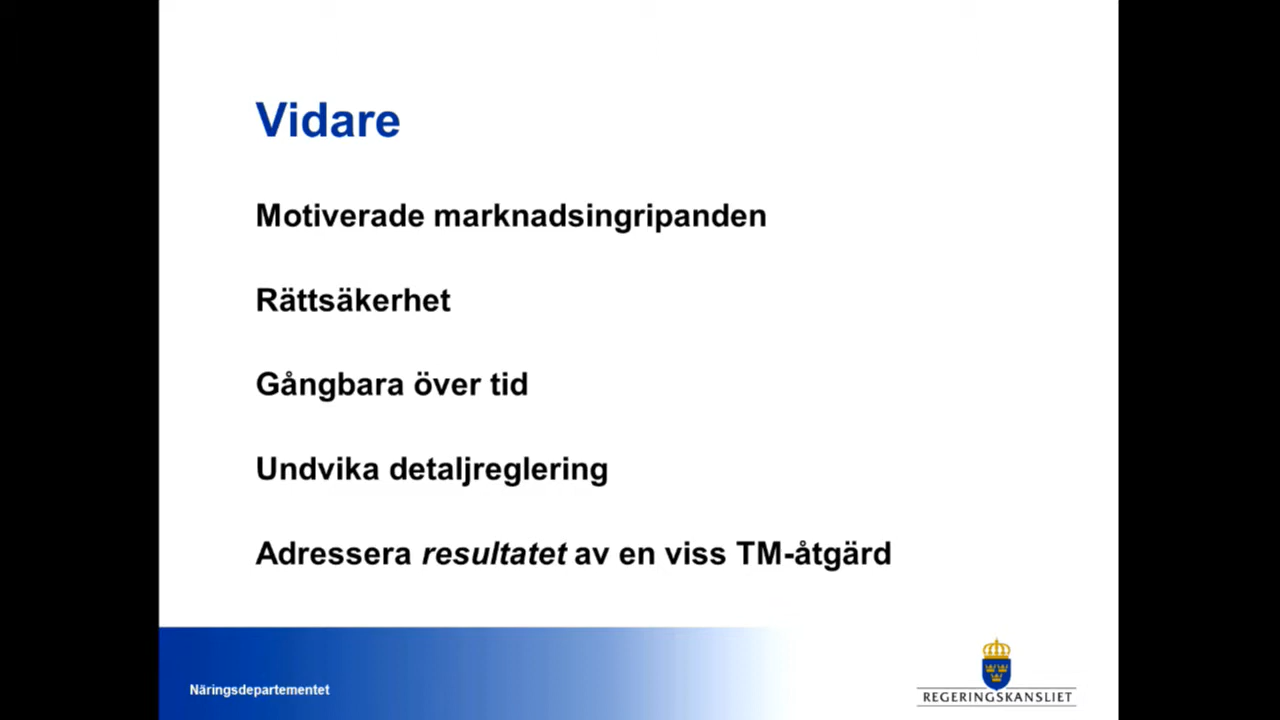 Vidare
Motiverade marknadsingripanden
Rättsäkerhet
Gångbara över tid
Undvika detaljreglering
Adressera resultatet av en viss TM-åtgärd
Näringsdepartementet
REGERINGSKANSLIET